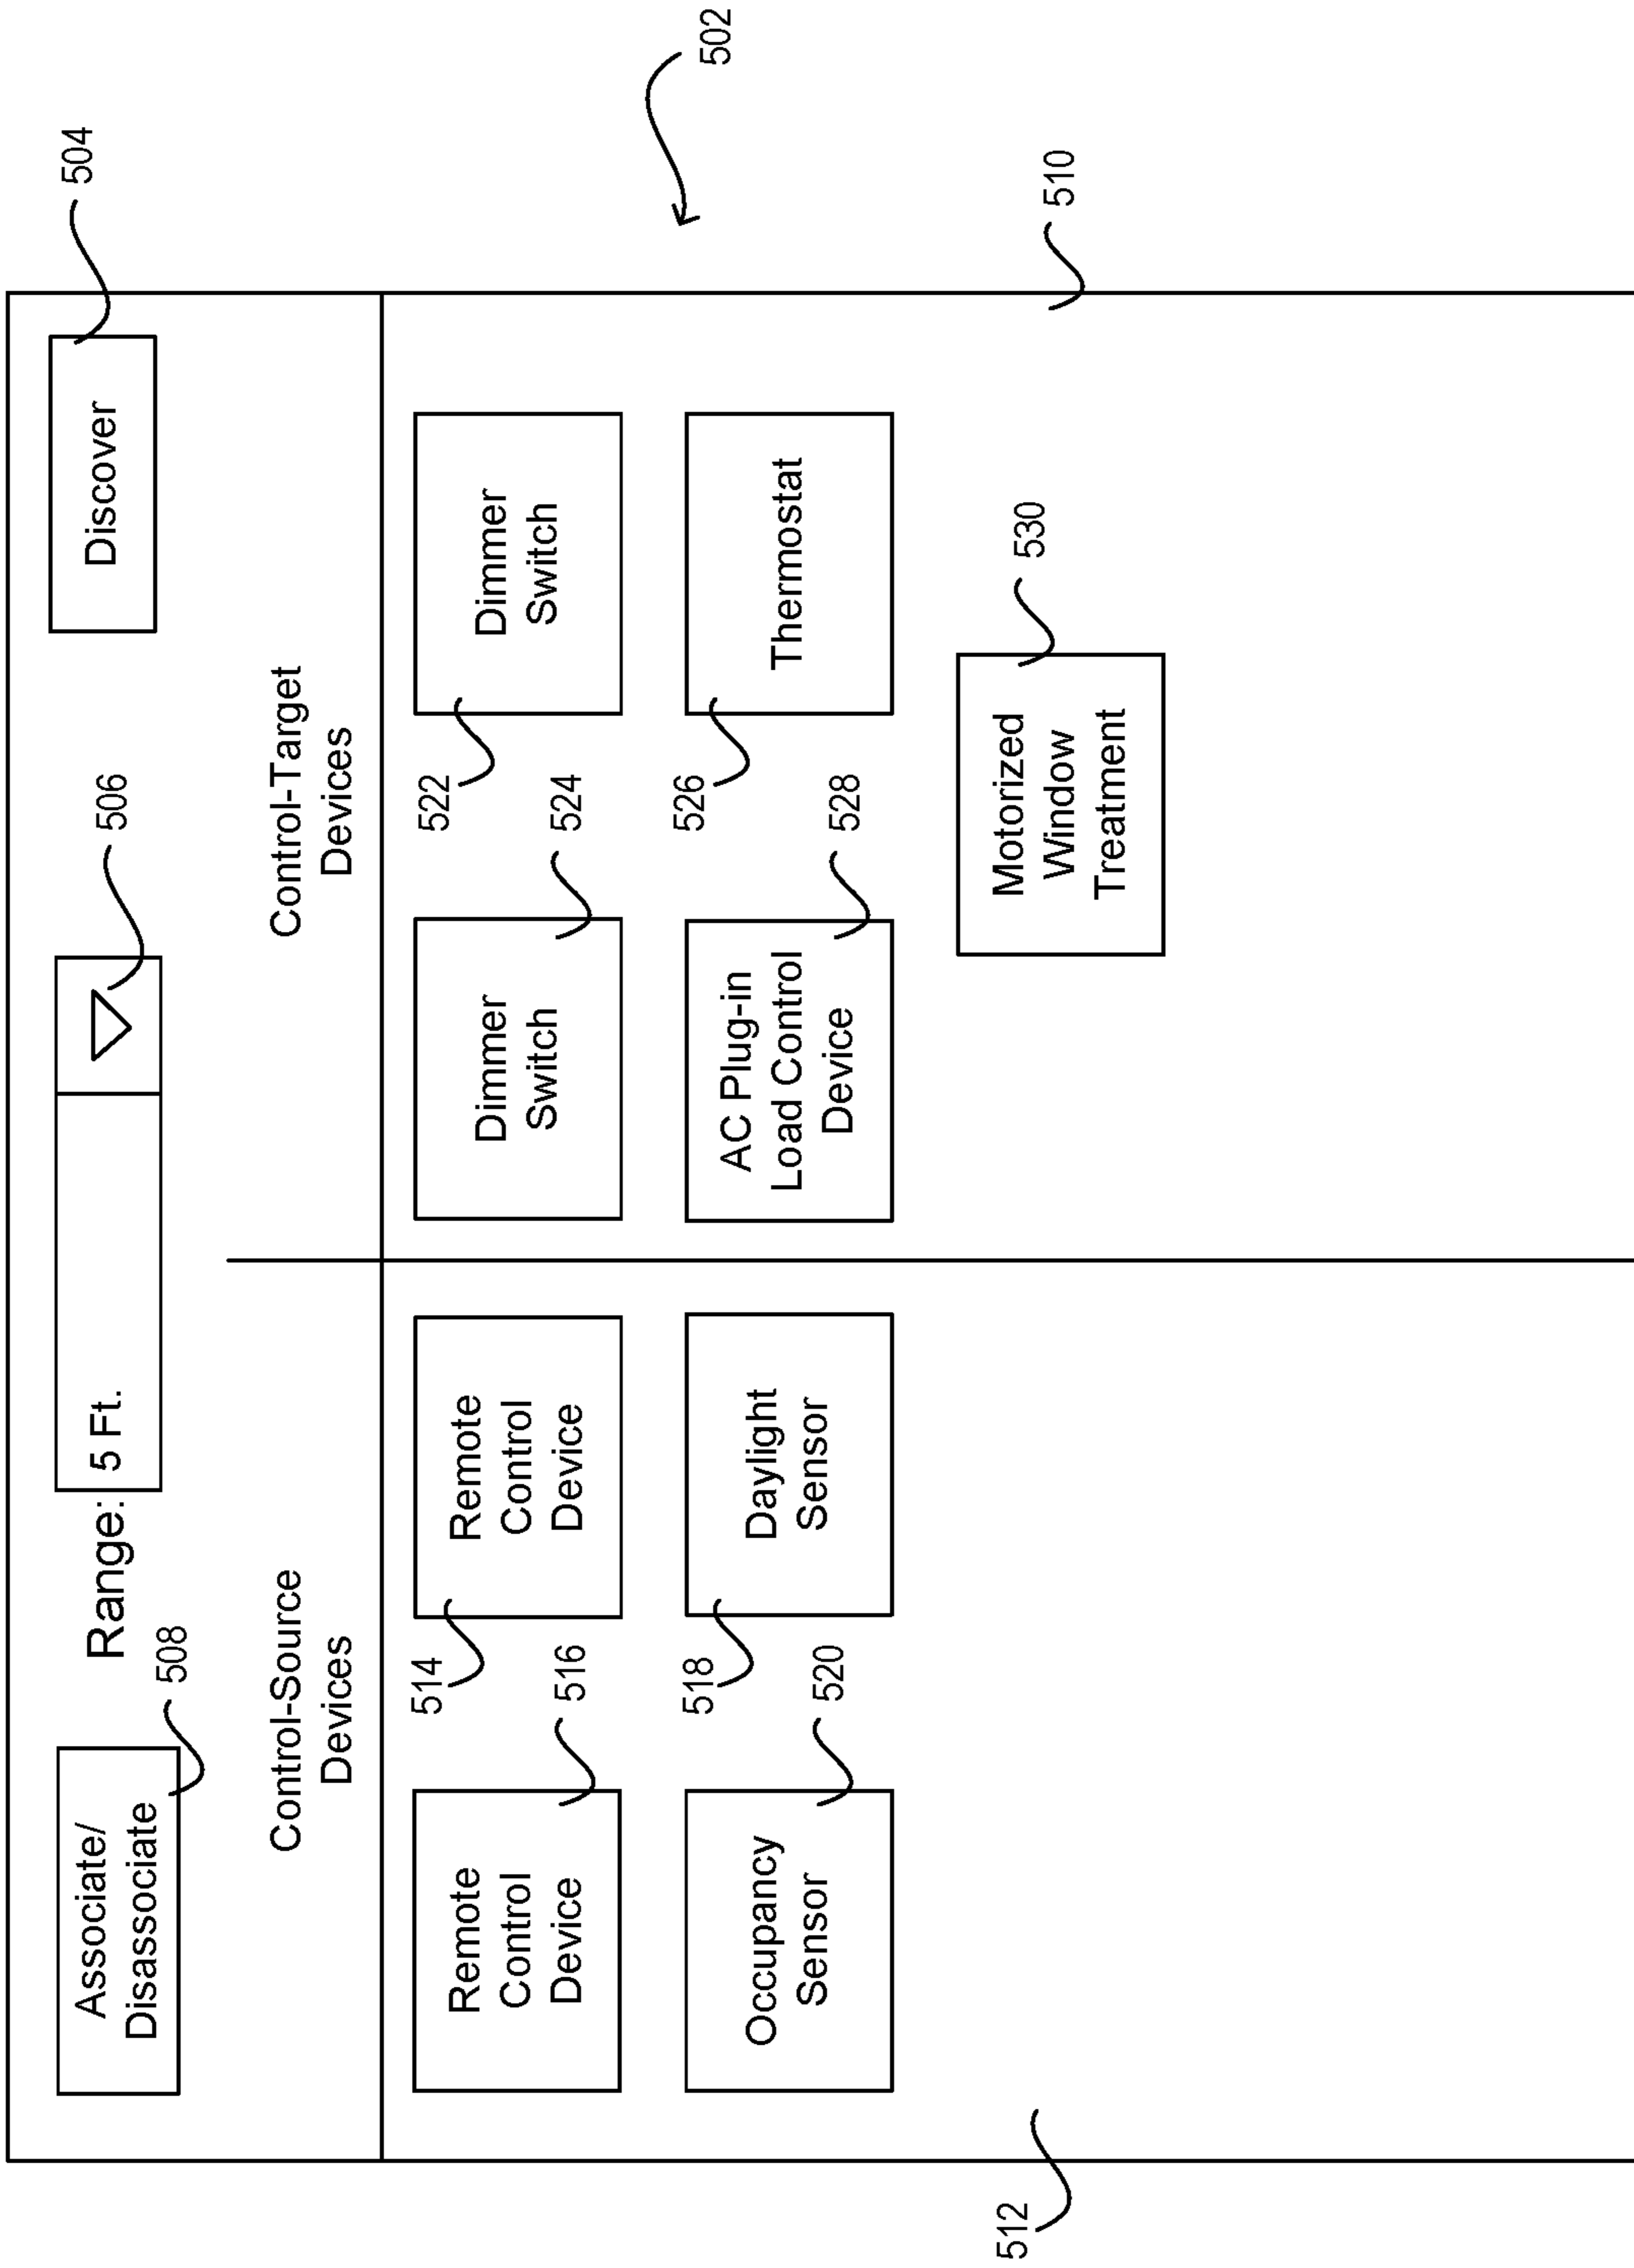 Associate/
Disassociate
508
Range:
5 Ft.
506
Discover
504
Control-Source
Devices
Control-Target
Devices
502
Remote
Control
Device
516
514
Remote
Control
Device
Dimmer
Switch
524
522
Dimmer
Switch
Occupancy
Sensor
520
518
Daylight
Sensor
AC Plug-in
Load Control
Device
528
526
Thermostat
Motorized
Window
Treatment
530
512
510